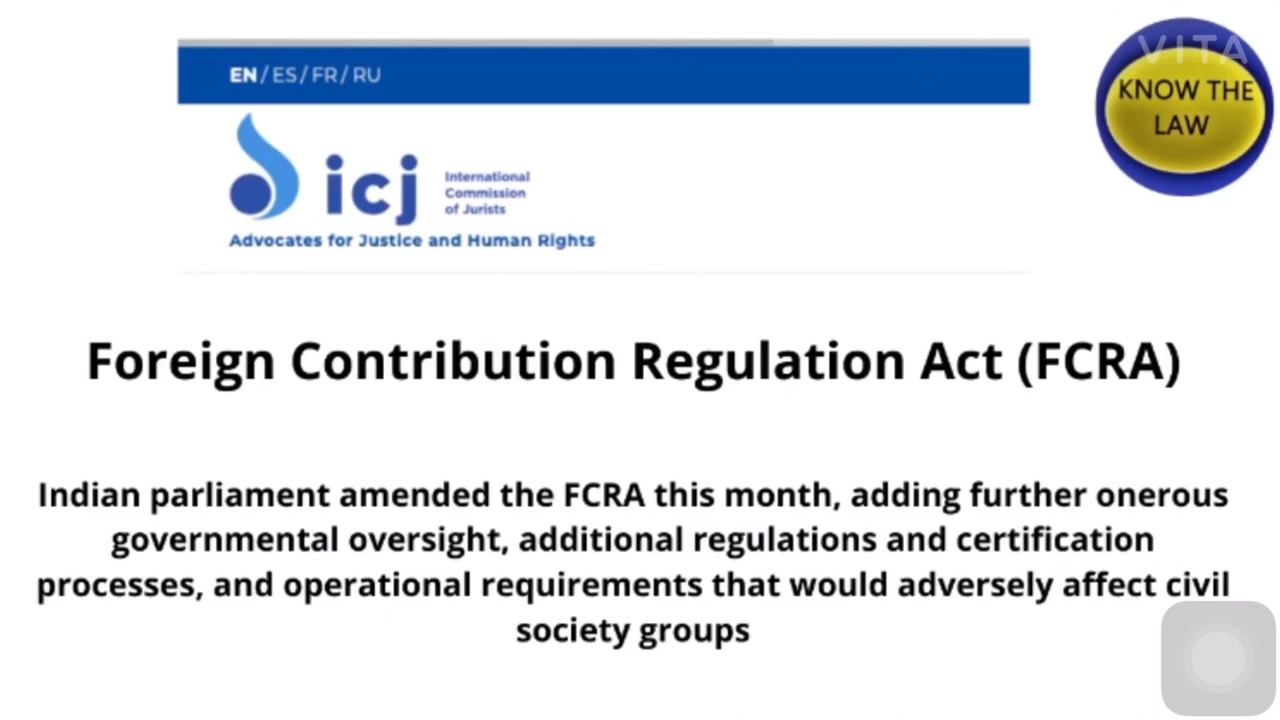 EN / ES / FR / RU
VITA
KNOW THE
LAW
icj
International
Commission
of Jurists
Advocates for Justice and Human Rights
Foreign Contribution Regulation Act (FCRA)
Indian parliament amended the FCRA this month, adding further onerous
governmental oversight, additional regulations and certification
processes, and operational requirements that would adversely affect civil
society groups